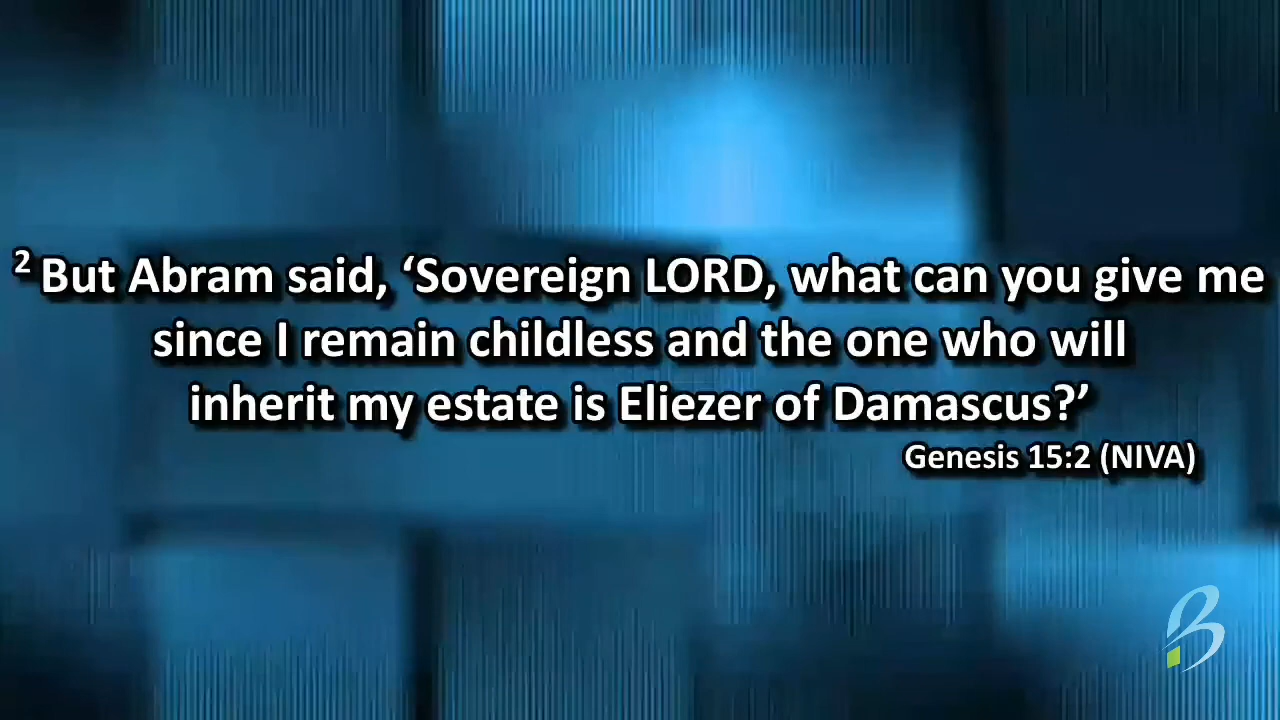 2 But Abram said, ‘Sovereign LORD, what can you give me
since I remain childless and the one who will
inherit my estate is Eliezer of Damascus?’
Genesis 15:2 (NIVA)
B